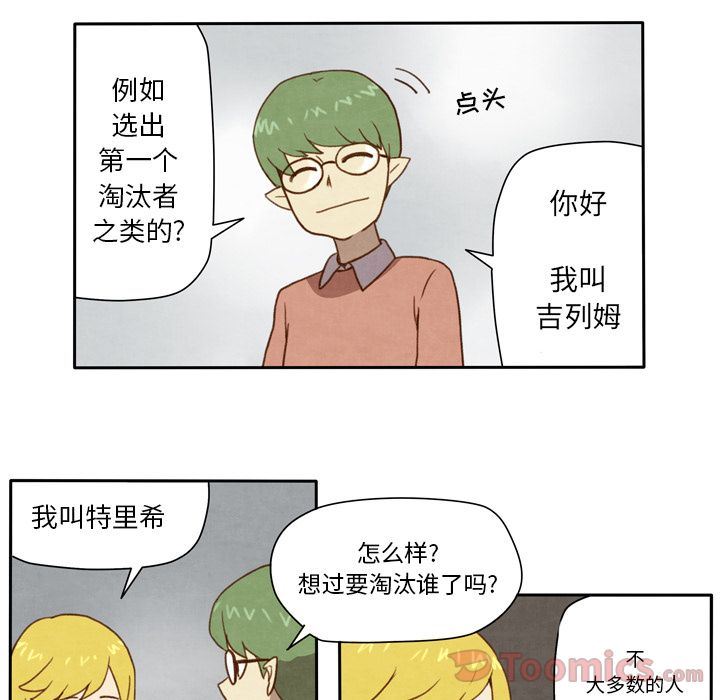 例如
选出
第一个
淘汰者
之类的?
点头
你好
我叫
吉列姆
我叫特里希
怎么样?
想过要淘汰谁了吗?
不
大多数的人
Toomics.com